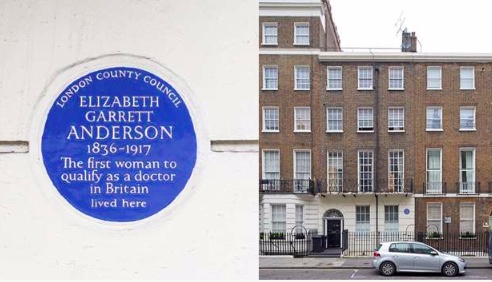 LONDON COUNTY COUNCIL
ELIZABETH
GARRETT
ANDERSON
1836-1917
The first woman to
qualify as a doctor
in Britain
lived here